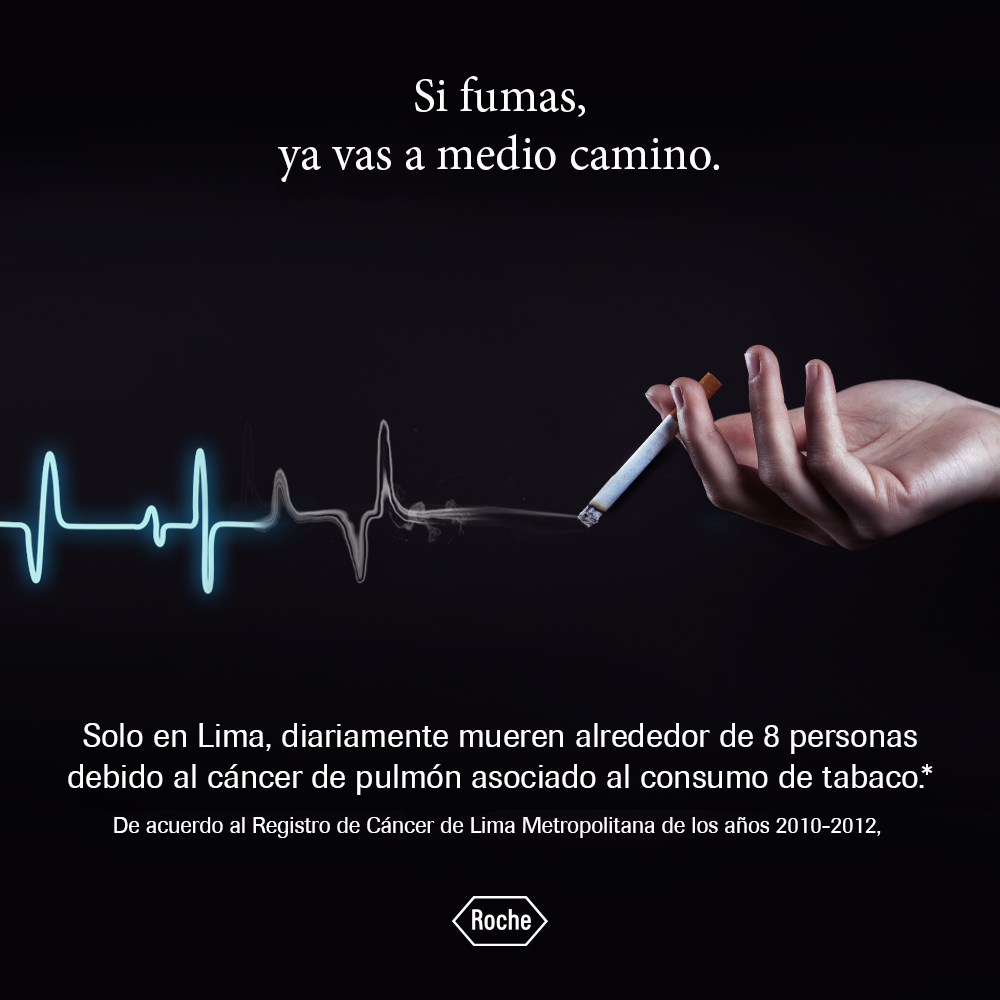 Si fumas,
ya vas a medio camino.
Solo en Lima, diariamente mueren alrededor de 8 personas
debido al cáncer de pulmón asociado al consumo de tabaco.*
De acuerdo al Registro de Cáncer de Lima Metropolitana de los años 2010-2012,
Roche